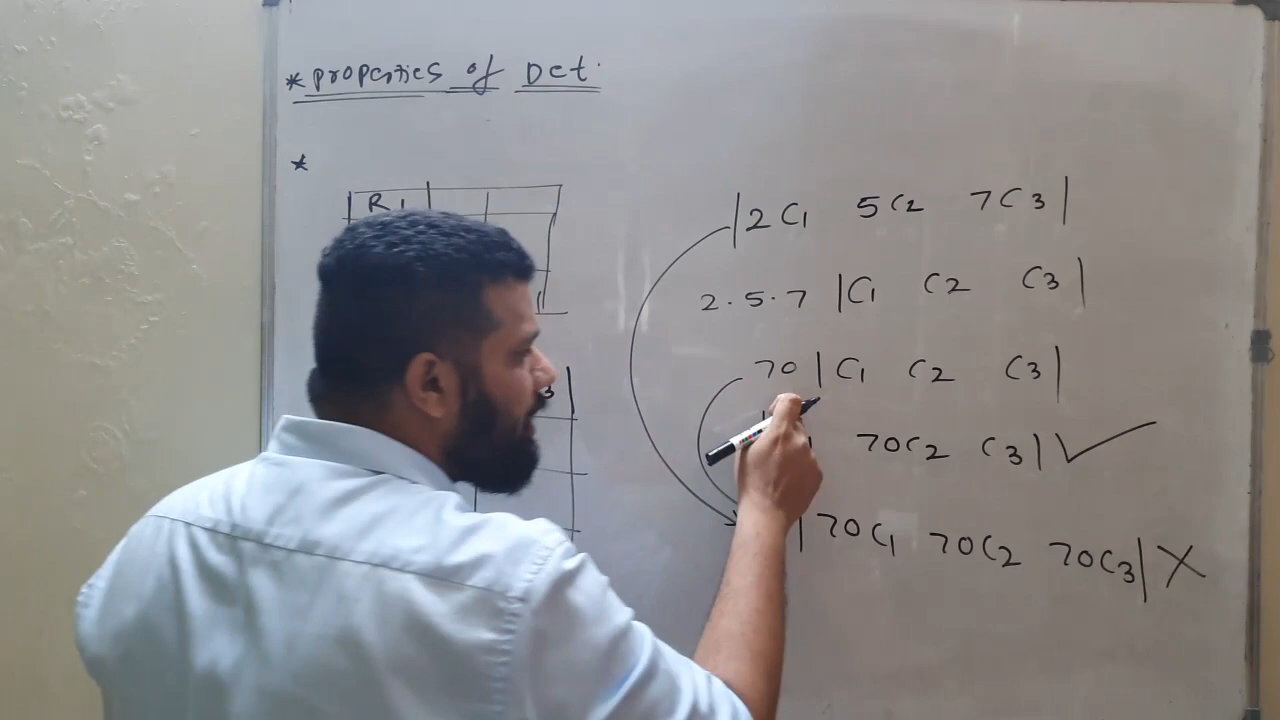 * Properties of Det.
*
R1
|2C1 5C2 7C3|
2.5.7 |C1 C2 C3|
70 |C1 C2 C3|
70C2 C3| ✓
|70C1 70C2 70C3| X
3